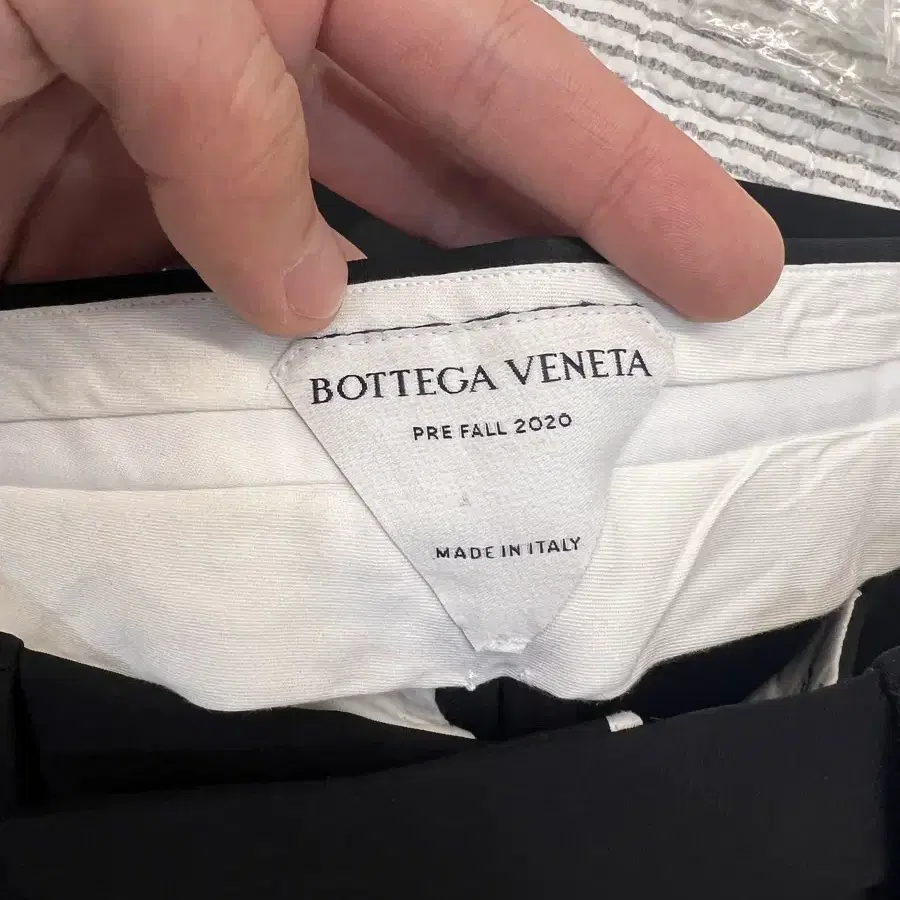 BOTTEGA VENETA
PRE FALL 2020
MADE IN ITALY